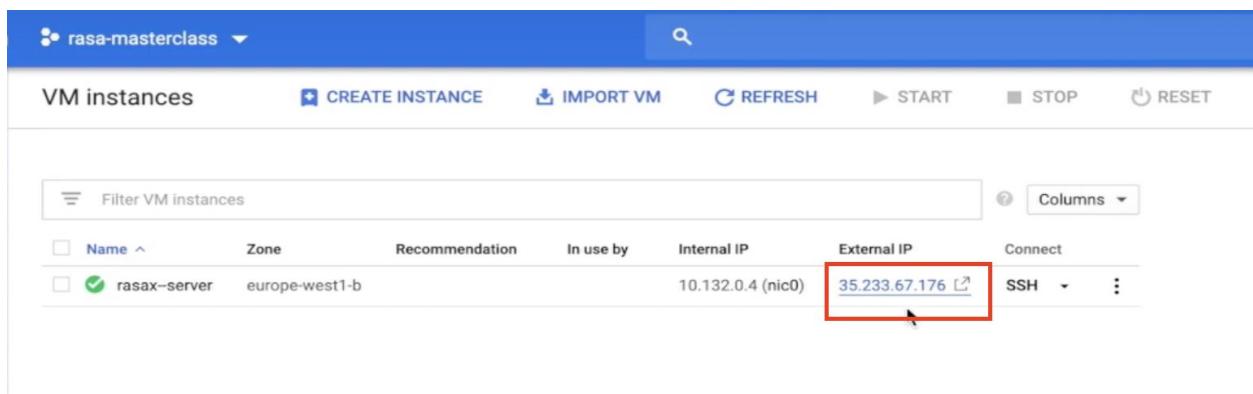 rasa-masterclass
VM instances CREATE INSTANCE IMPORT VM REFRESH START STOP RESET
Filter VM instances Columns
Name Zone Recommendation In use by Internal IP External IP Connect
rasax--server europe-west1-b 10.132.0.4 (nic0) 35.233.67.176 SSH